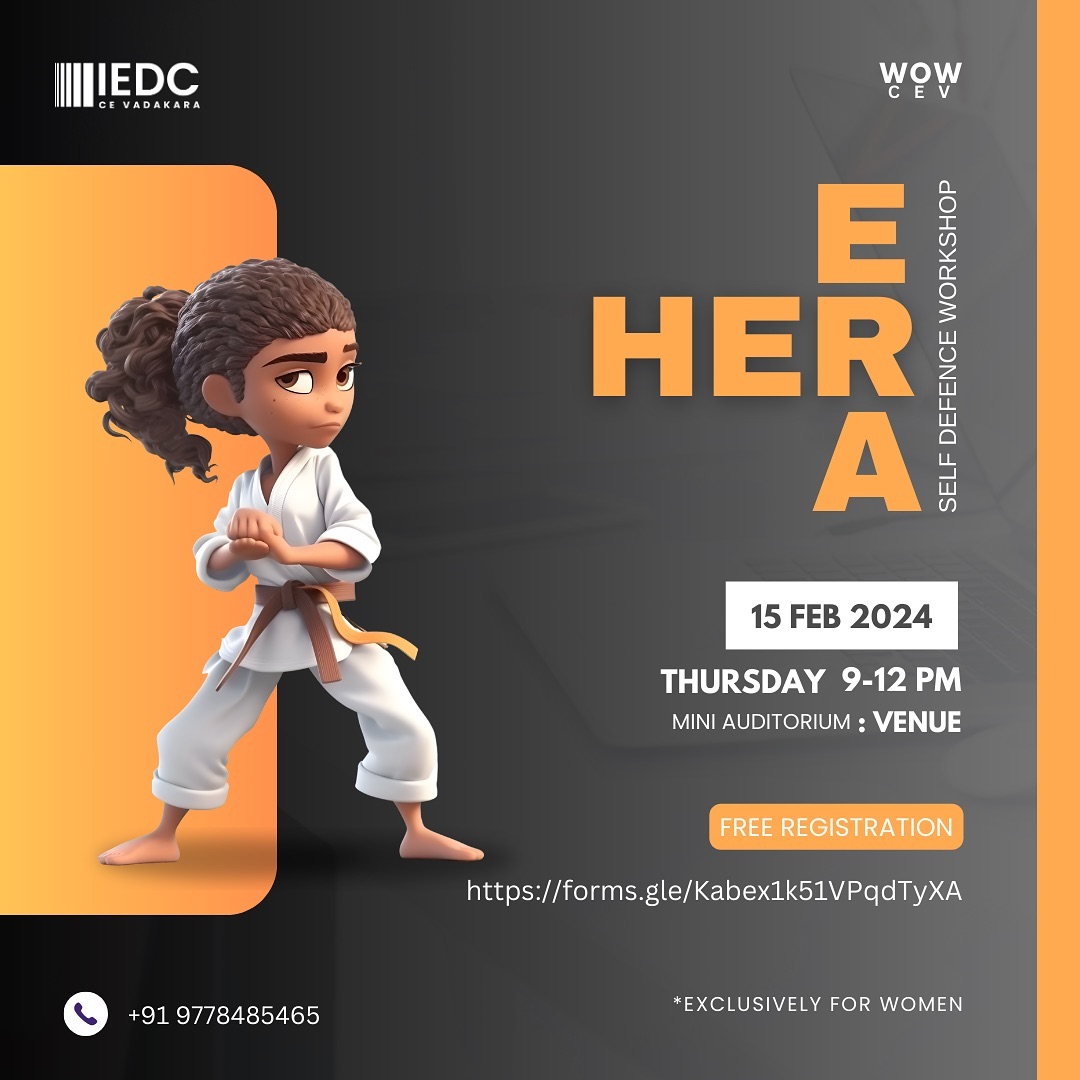 IEDC
CE VADAKARA
WOW
CEV
E
HER
A
SELF DEFENCE WORKSHOP
15 FEB 2024
THURSDAY 9-12 PM
MINI AUDITORIUM : VENUE
FREE REGISTRATION
https://forms.gle/Kabex1k51VPqdTyXA
+91 9778485465
*EXCLUSIVELY FOR WOMEN